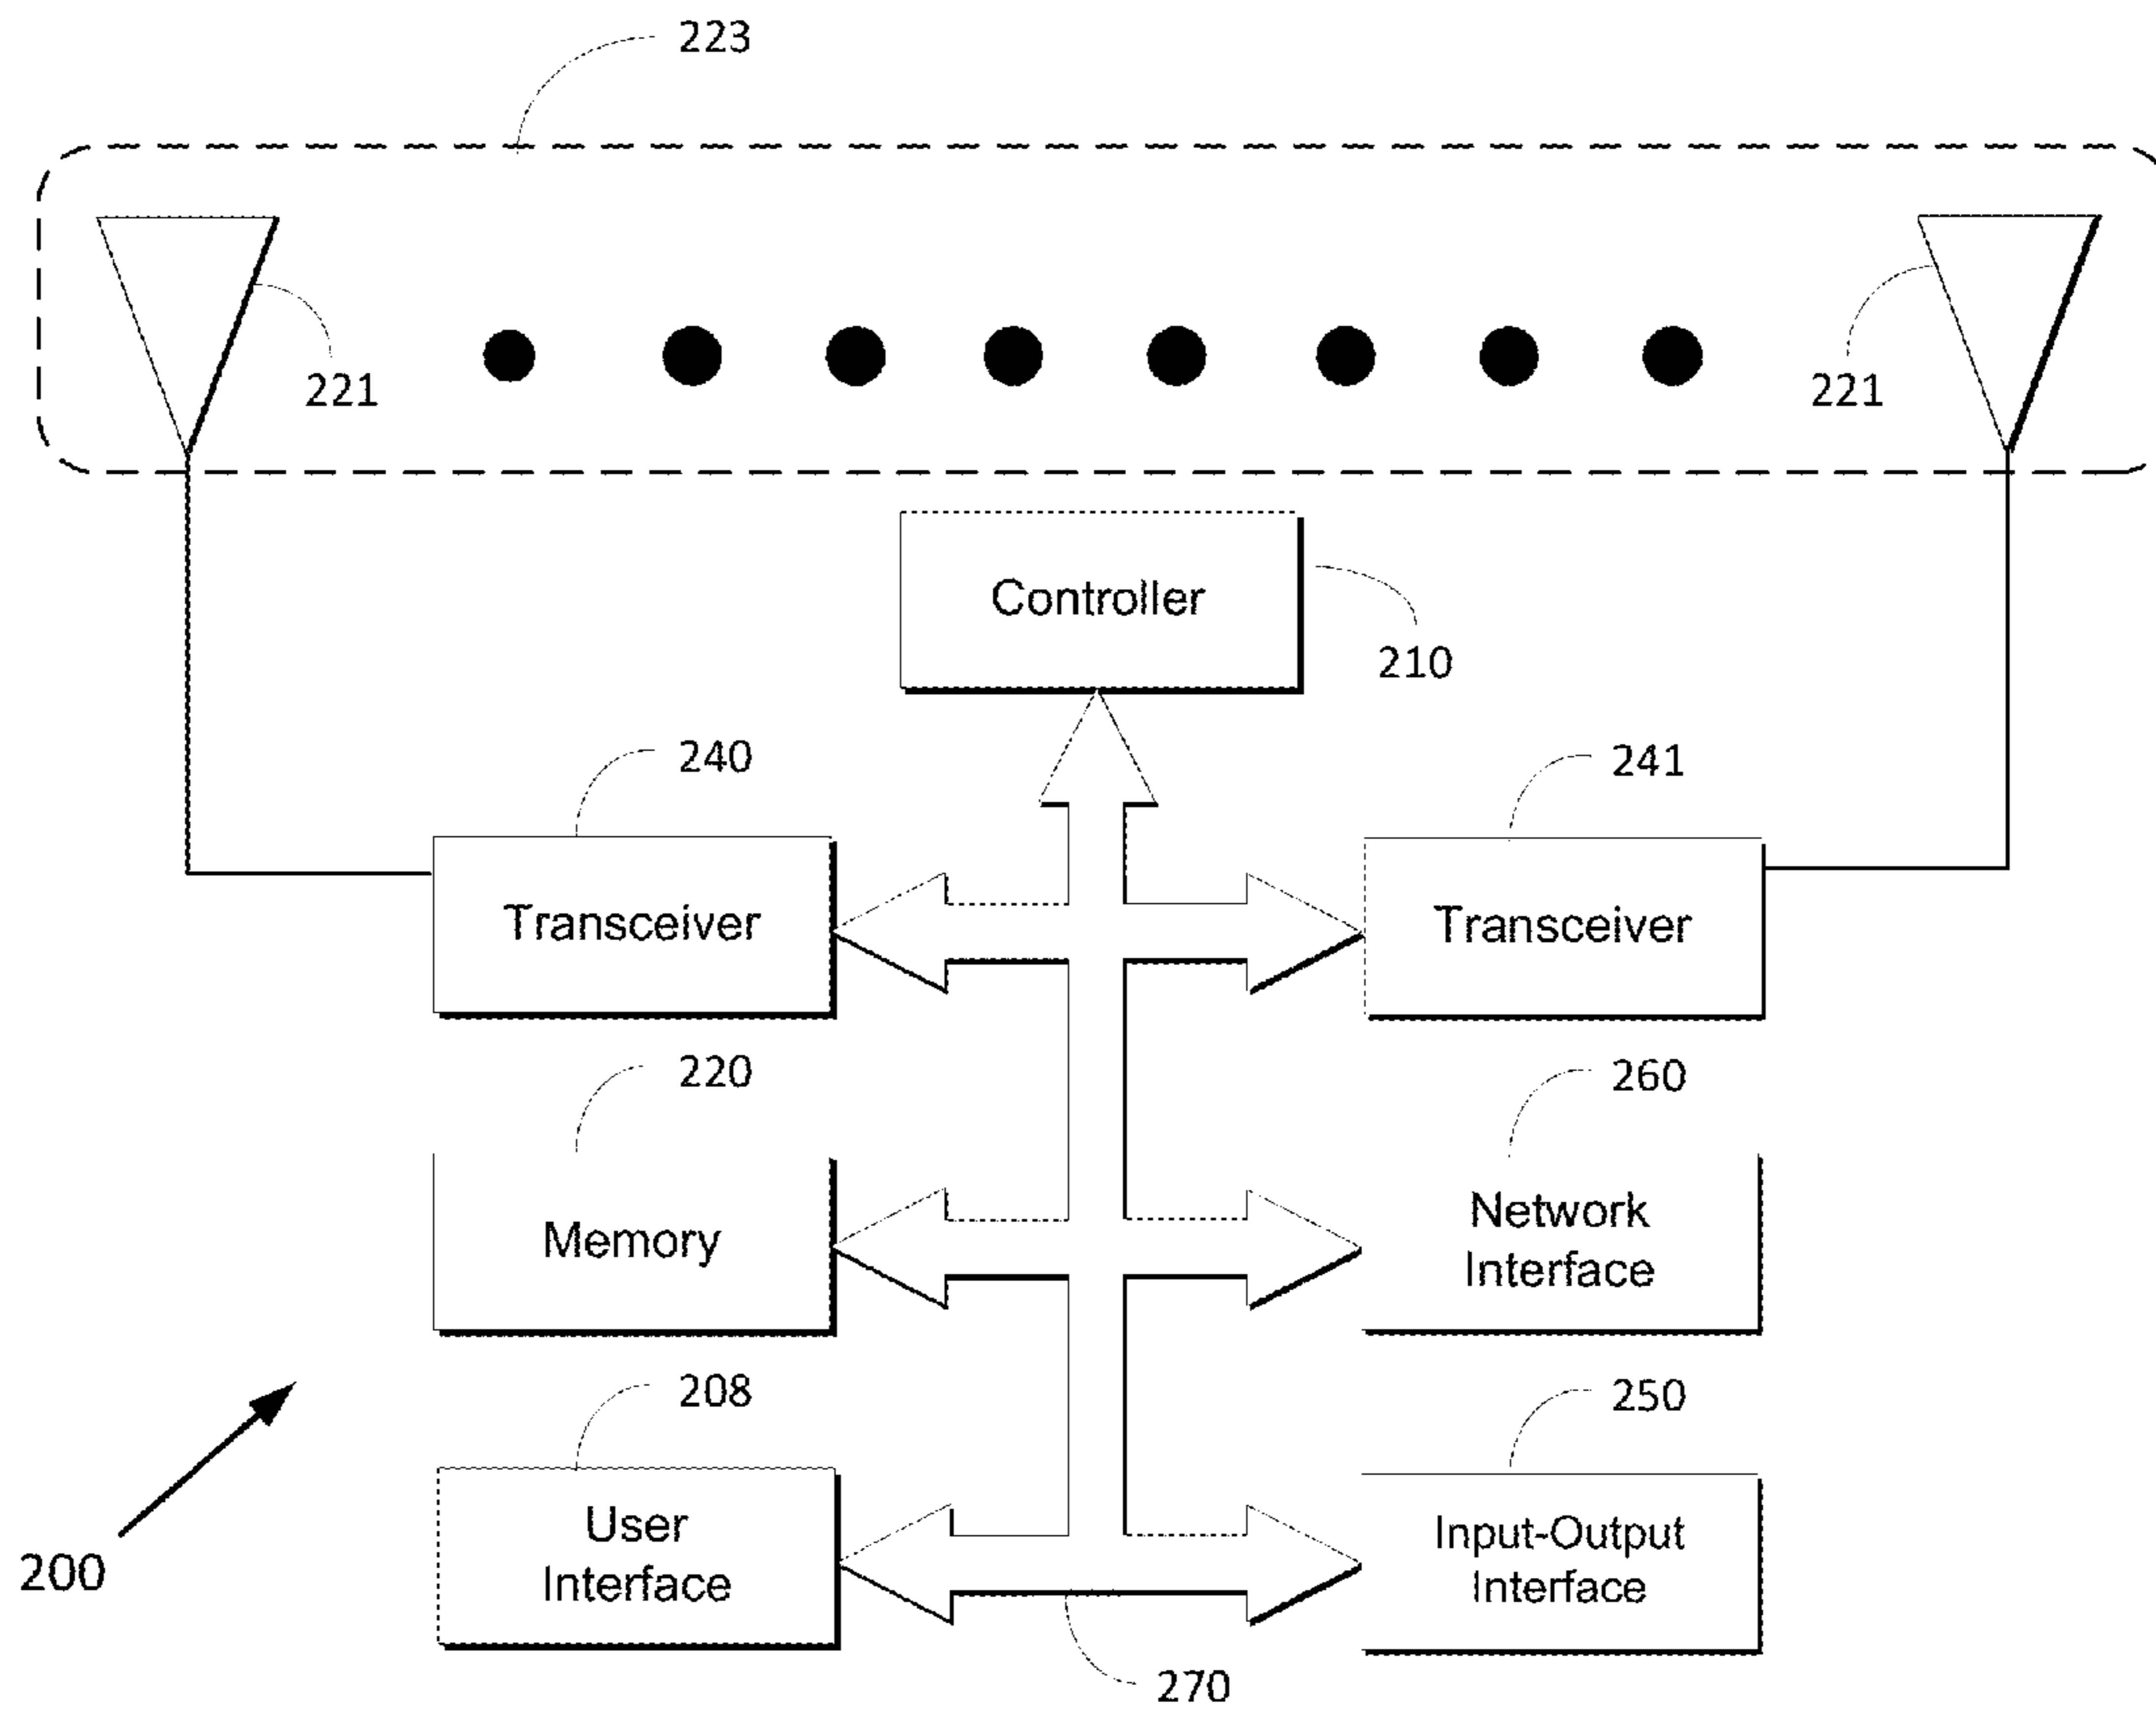 223
221
221
Controller
210
240
241
Transceiver
Transceiver
220
260
Memory
Network
Interface
208
250
User
Interface
Input-Output
Interface
200
270